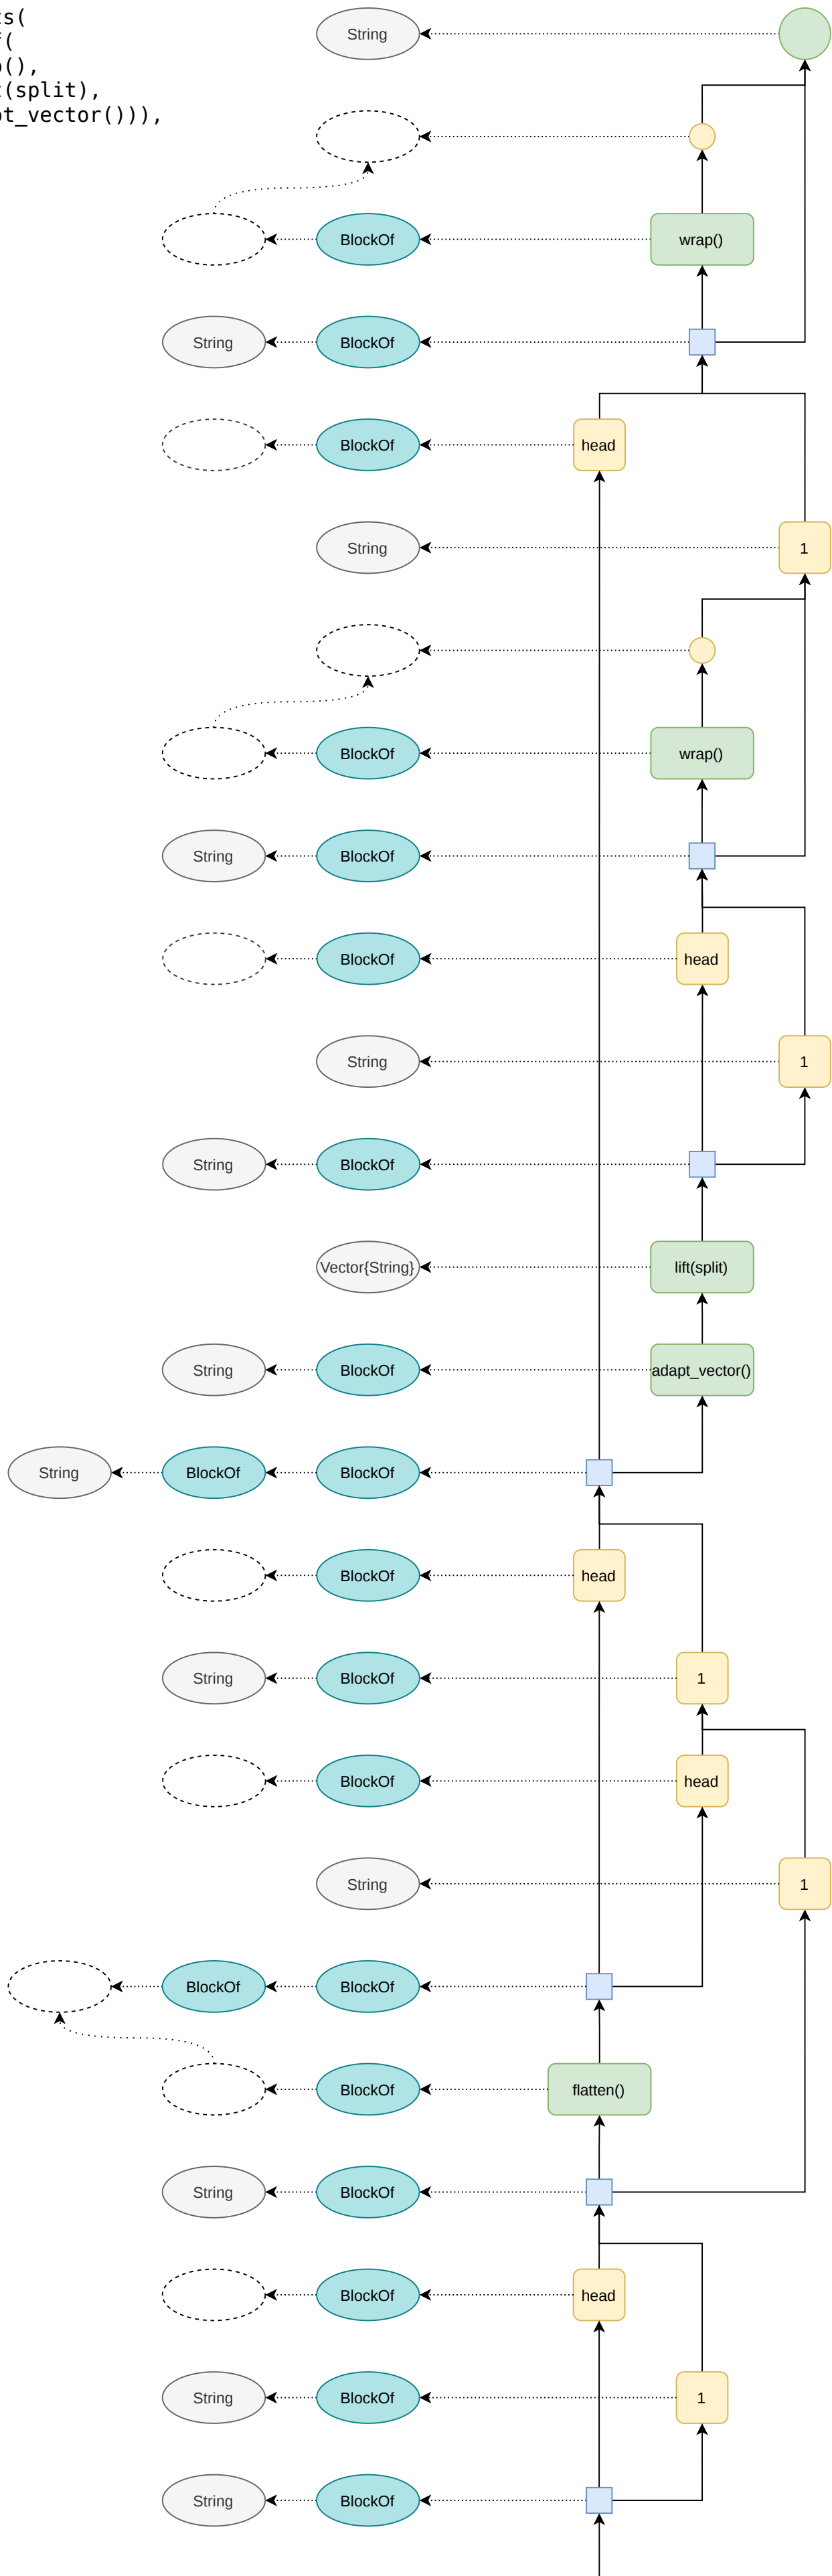 ts(
f(
p(),
t(split),
pt_vector())),
String
BlockOf
wrap()
String
BlockOf
BlockOf
head
String
1
BlockOf
wrap()
String
BlockOf
BlockOf
head
String
1
String
BlockOf
Vector{String}
lift(split)
String
BlockOf
adapt_vector()
String
BlockOf
BlockOf
BlockOf
head
String
BlockOf
1
BlockOf
head
String
1
BlockOf
BlockOf
BlockOf
flatten()
String
BlockOf
BlockOf
head
String
BlockOf
1
String
BlockOf